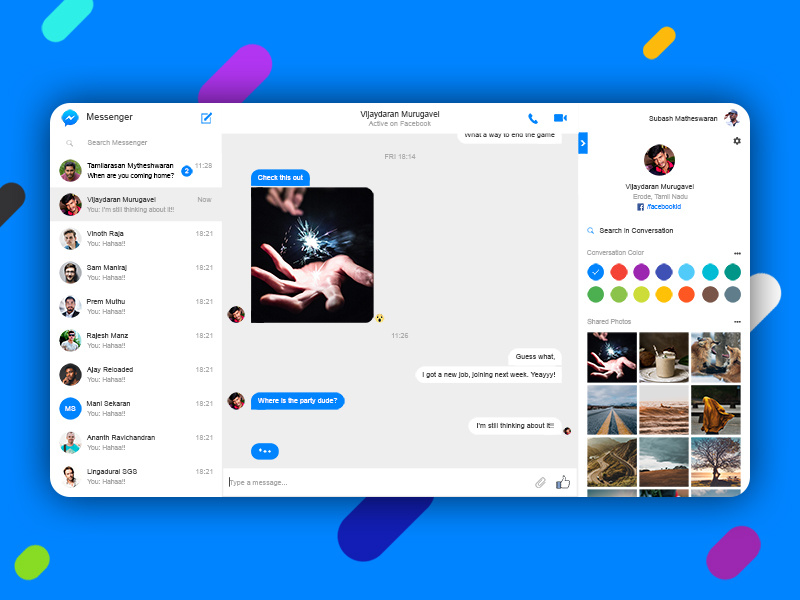 Messenger
Search Messenger
Tamilarasan Mytheshwaran
11:28
When are you coming home?
2
Vijaydaran Murugavel
Now
You: I'm still thinking about it!!
Vinoth Raja
18:21
You: Hahaa!!
Sam Maniraj
18:21
You: Hahaa!!
Prem Muthu
18:21
You: Hahaa!!
Rajesh Manz
18:21
You: Hahaa!!
Ajay Reloaded
18:21
You: Hahaa!!
MS
Mani Sekaran
18:21
You: Hahaa!!
Ananth Ravichandran
18:21
You: Hahaa!!
Lingadurai SGS
18:21
You: Hahaa!!
Vijaydaran Murugavel
Active on Facebook
What a way to end the game
FRI 18:14
Check this out
11:25
Guess what,
I got a new job, joining next week. Yeayyy!
Where is the party dude?
I'm still thinking about it!!
Type a message...
Subash Matheswaran
Vijaydaran Murugavel
Erode, Tamil Nadu
/facebookid
Search in Conversation
Conversation Color
Shared Photos